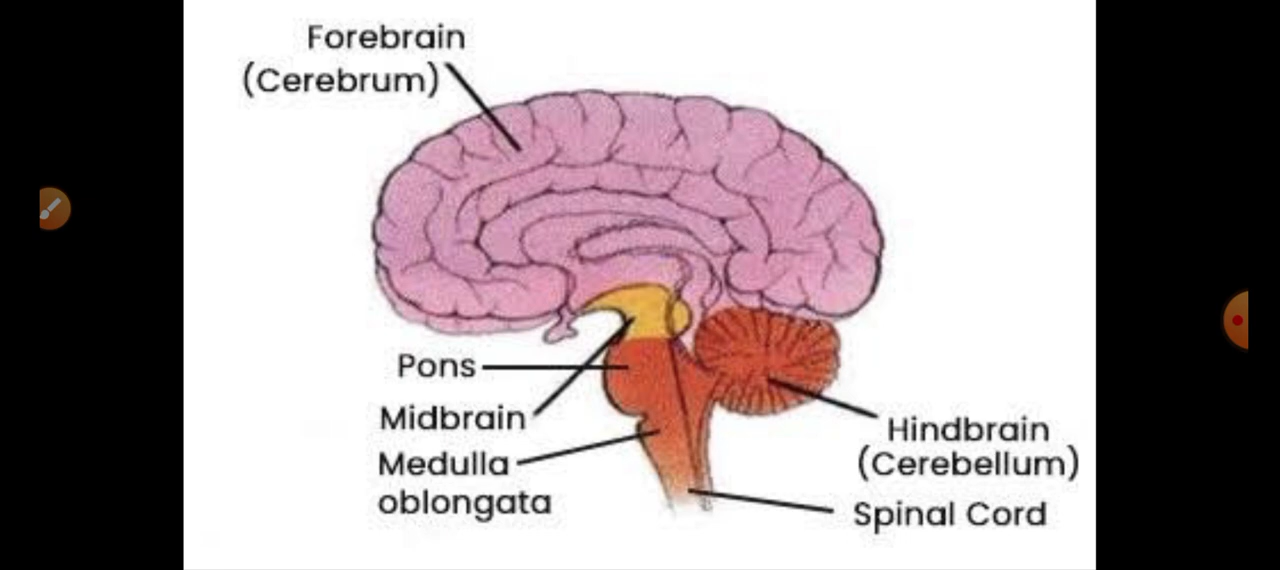 Forebrain
(Cerebrum)
Pons
Midbrain
Medulla
oblongata
Hindbrain
(Cerebellum)
Spinal Cord